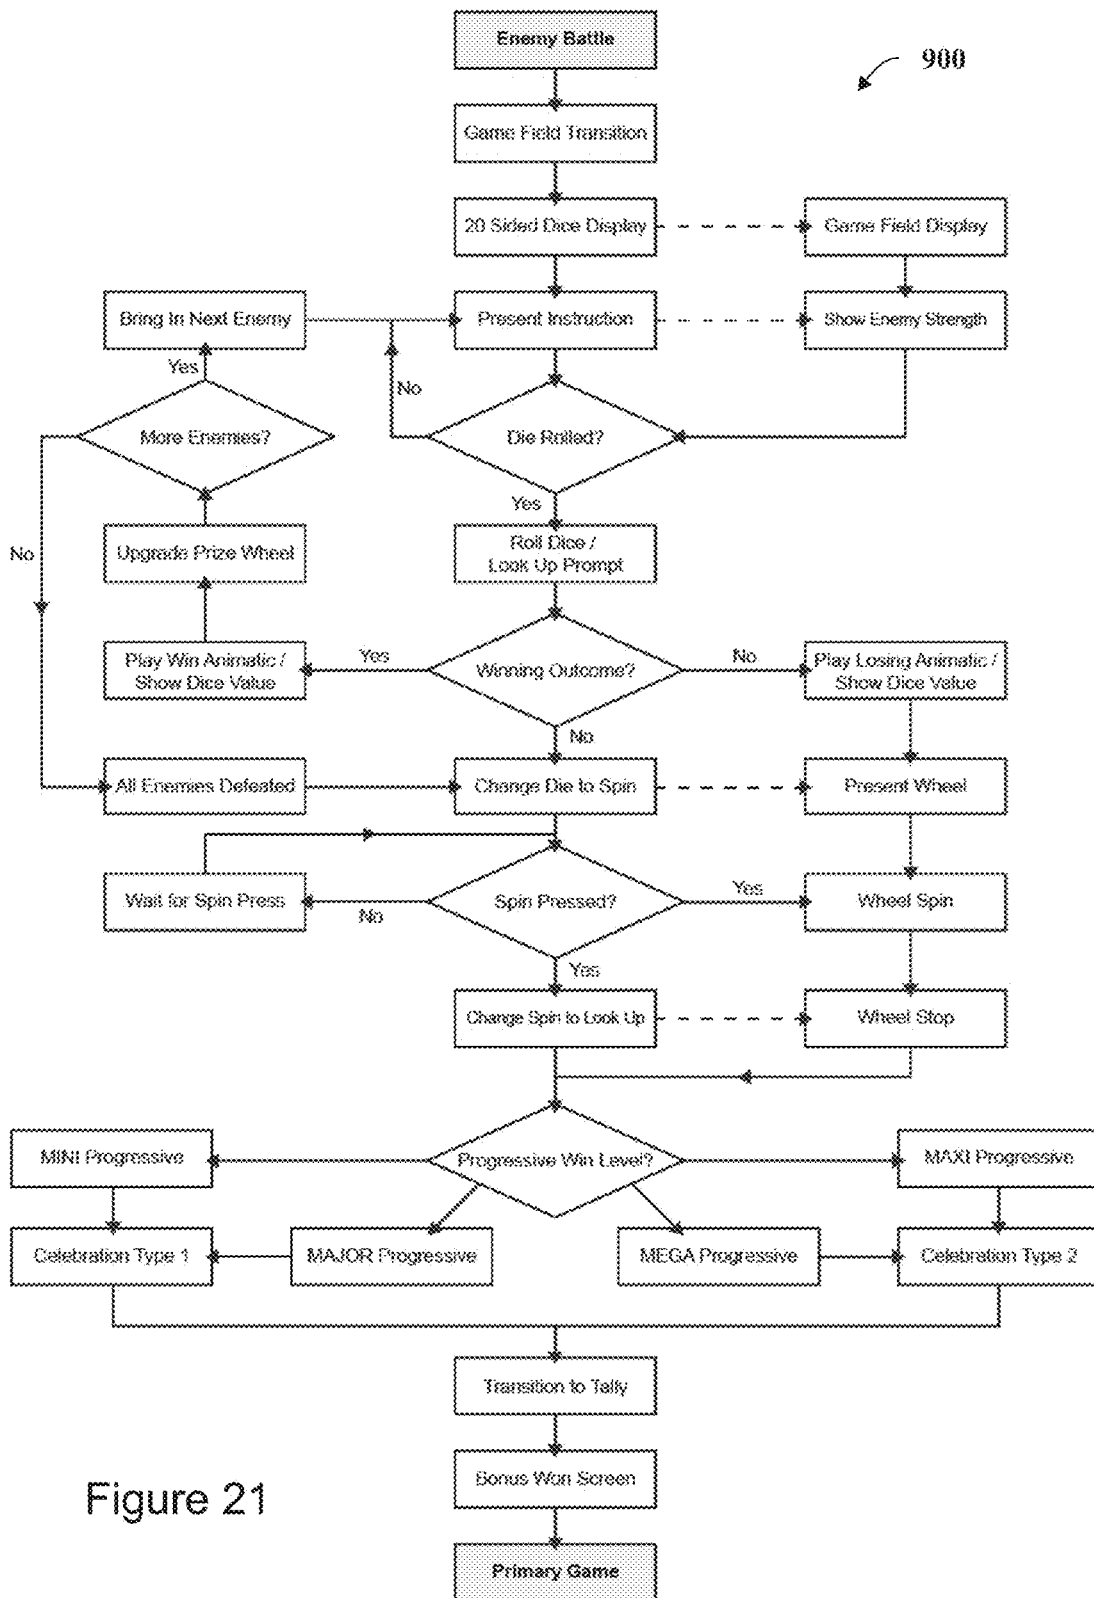 Enemy Battle
900
Game Field Transition
20 Sided Dice Display
Game Field Display
Bring In Next Enemy
Present Instruction
Show Enemy Strength
Yes
No
More Enemies?
Die Rolled?
Yes
No
Upgrade Prize Wheel
Roll Dice /
Look Up Prompt
Play Win Animatic /
Show Dice Value
Yes
Winning Outcome?
No
Play Losing Animatic /
Show Dice Value
No
All Enemies Defeated
Change Die to Spin
Present Wheel
Wait for Spin Press
No
Spin Pressed?
Yes
Wheel Spin
Yes
Change Spin to Look Up
Wheel Stop
MINI Progressive
Progressive Win Level?
MAXI Progressive
Celebration Type 1
MAJOR Progressive
MEGA Progressive
Celebration Type 2
Transition to Tally
Bonus Won Screen
Figure 21
Primary Game